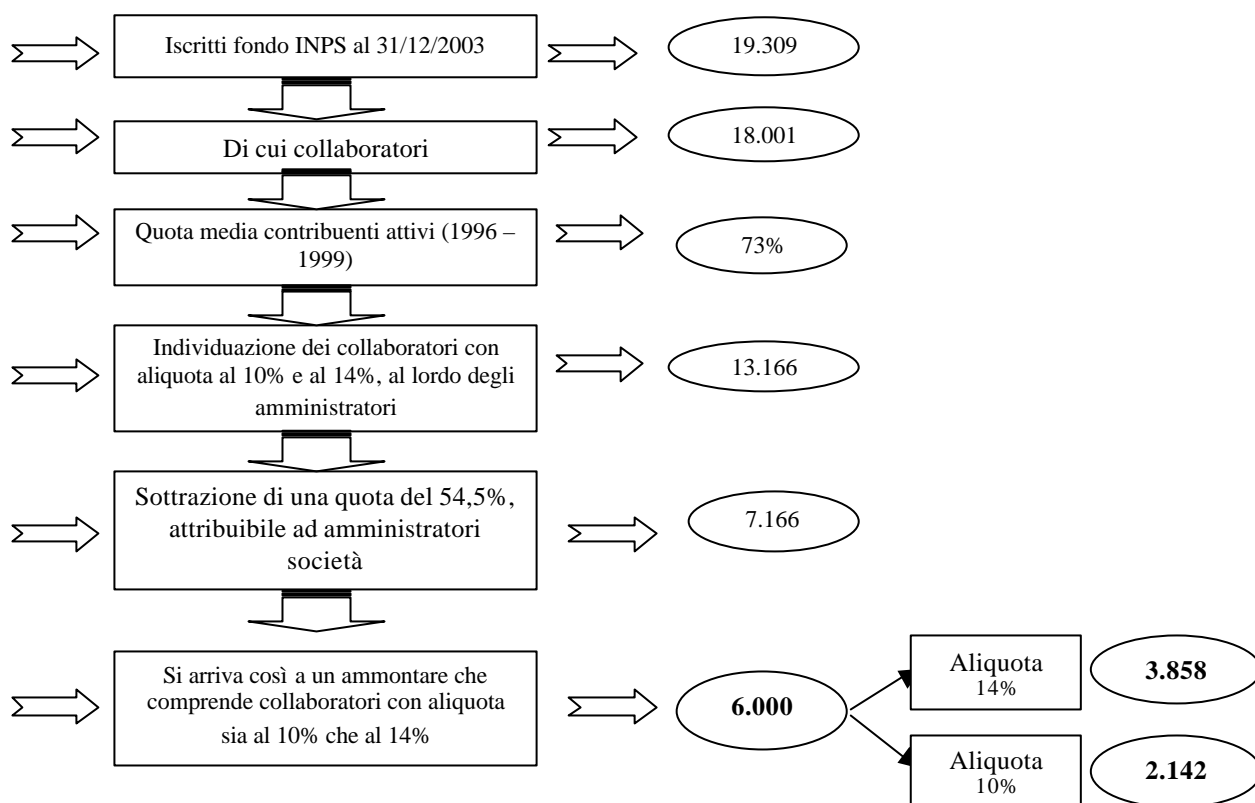 Iscritti fondo INPS al 31/12/2003
19.309
Di cui collaboratori
18.001
Quota media contribuenti attivi (1996 –
1999)
73%
Individuazione dei collaboratori con
aliquota al 10% e al 14%, al lordo degli
amministratori
13.166
Sottrazione di una quota del 54,5%,
attribuibile ad amministratori
società
7.166
Si arriva così a un ammontare che
comprende collaboratori con aliquota
sia al 10% che al 14%
6.000
Aliquota
14%
3.858
Aliquota
10%
2.142